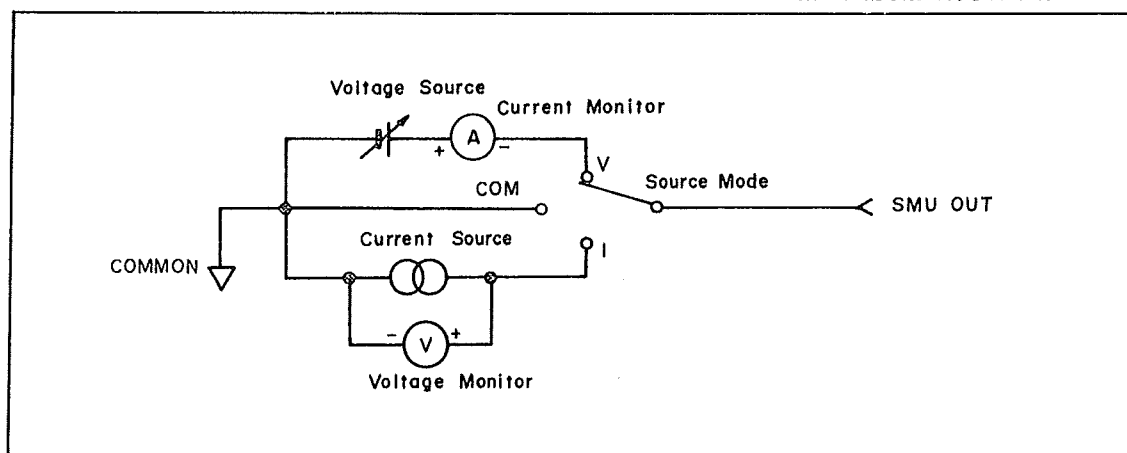 Voltage Source
Current Monitor
A
+ -
V
COM
Source Mode
SMU OUT
Current Source
I
COMMON
- V +
Voltage Monitor